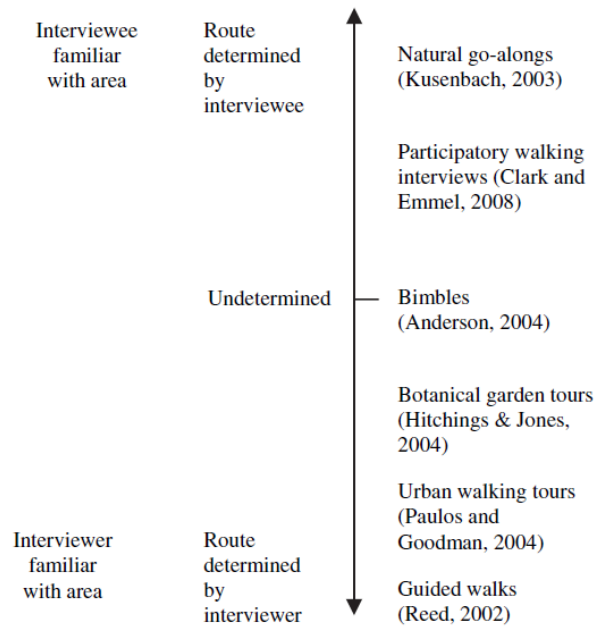 Interviewee
familiar
with area
Route
determined
by
interviewee
Natural go-alongs
(Kusenbach, 2003)
Participatory walking
interviews (Clark and
Emmel, 2008)
Undetermined
Bimbles
(Anderson, 2004)
Botanical garden tours
(Hitchings & Jones,
2004)
Urban walking tours
(Paulos and
Goodman, 2004)
Interviewer
familiar
with area
Route
determined
by
interviewer
Guided walks
(Reed, 2002)